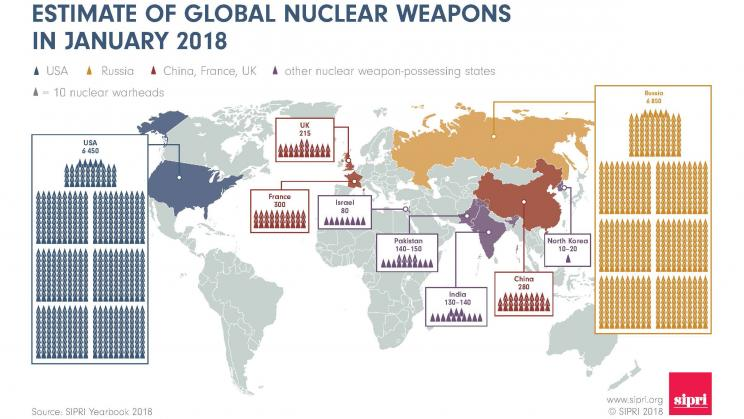 ESTIMATE OF GLOBAL NUCLEAR WEAPONS
IN JANUARY 2018
USA
Russia
China, France, UK
other nuclear weapon-possessing states
= 10 nuclear warheads
Russia
6 850
UK
215
USA
6 450
France
300
Israel
80
Pakistan
140–150
North Korea
10–20
China
280
India
130–140
sipri
www.sipri.org
Source: SIPRI Yearbook 2018
© SIPRI 2018